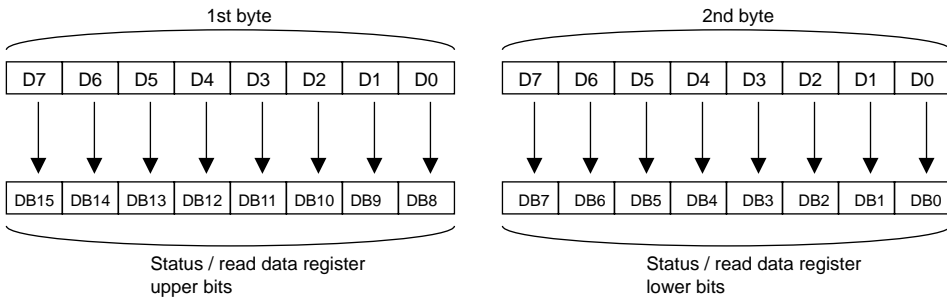 1st byte
2nd byte
D7 D6 D5 D4 D3 D2 D1 D0
D7 D6 D5 D4 D3 D2 D1 D0
DB15 DB14 DB13 DB12 DB11 DB10 DB9 DB8
DB7 DB6 DB5 DB4 DB3 DB2 DB1 DB0
Status / read data register
upper bits
Status / read data register
lower bits